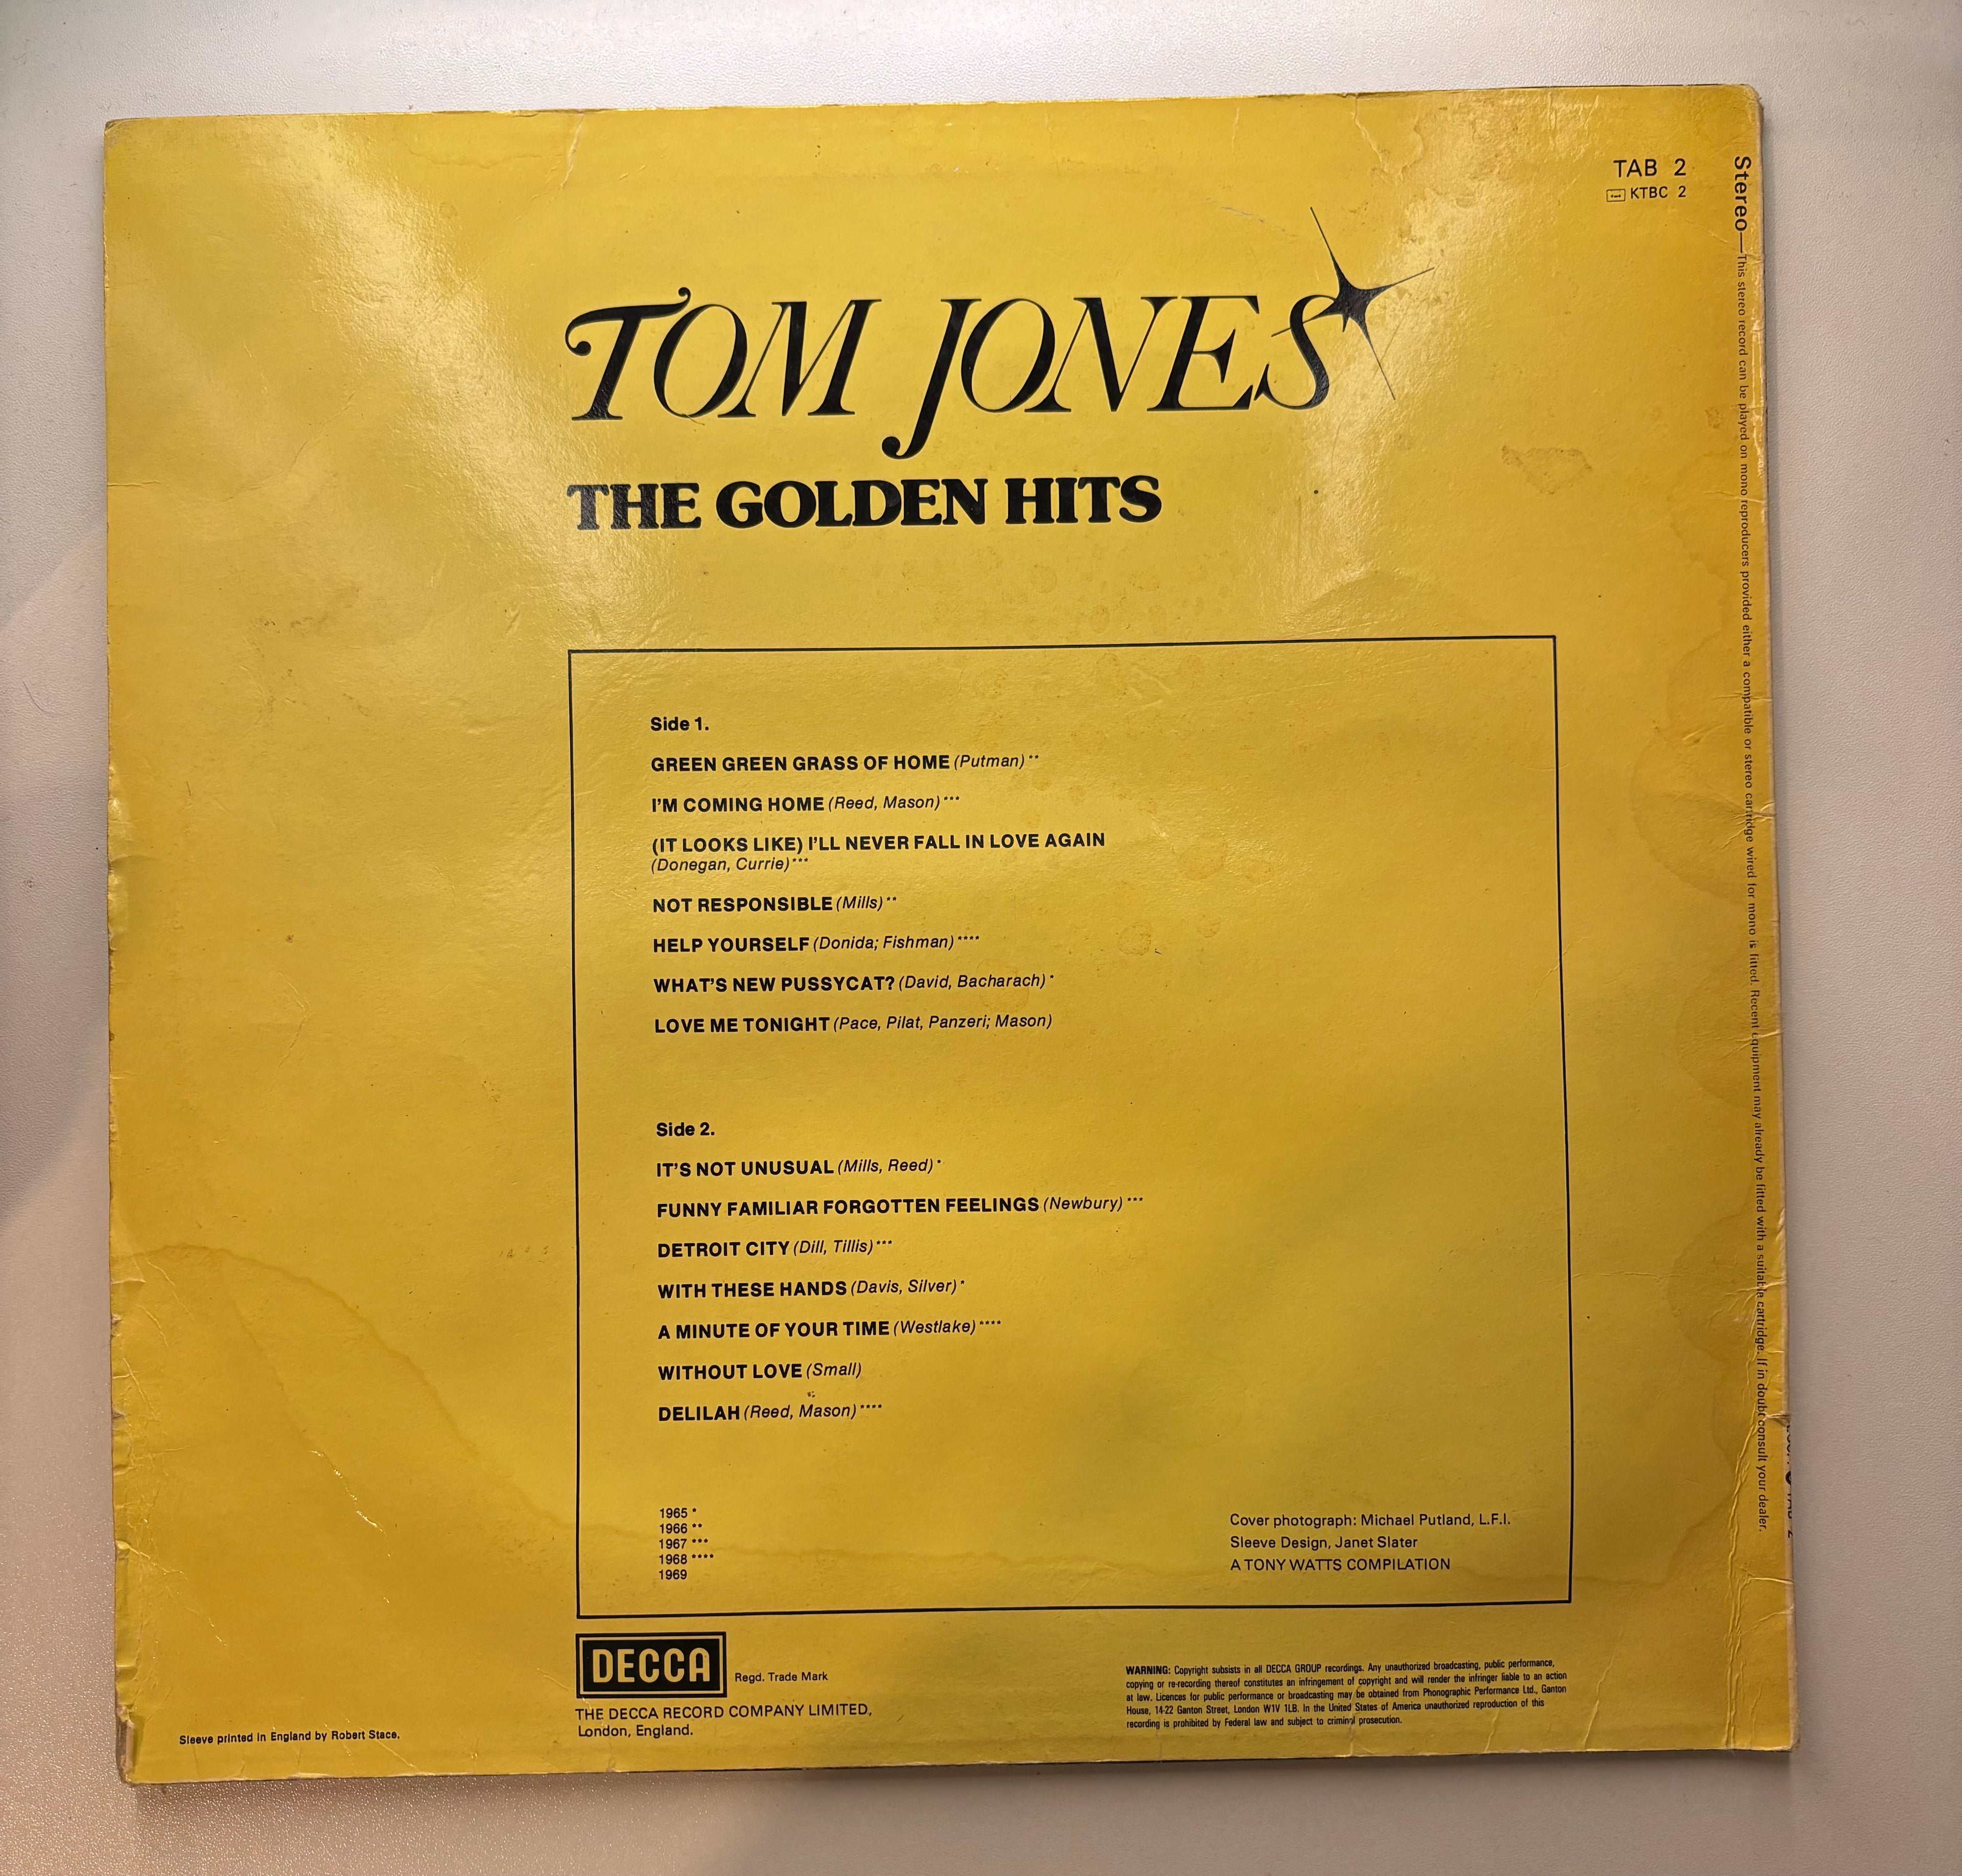 TAB 2
KTBC 2
TOM JONES
THE GOLDEN HITS
Side 1.
GREEN GREEN GRASS OF HOME (Putman) **
I'M COMING HOME (Reed, Mason) ***
(IT LOOKS LIKE) I'LL NEVER FALL IN LOVE AGAIN
(Donegan, Currie) ***
NOT RESPONSIBLE (Mills) **
HELP YOURSELF (Donida; Fishman) ****
WHAT'S NEW PUSSYCAT? (David, Bacharach) *
LOVE ME TONIGHT (Pace, Pilat, Panzeri; Mason)
Side 2.
IT'S NOT UNUSUAL (Mills, Reed) *
FUNNY FAMILIAR FORGOTTEN FEELINGS (Newbury) ***
DETROIT CITY (Dill, Tillis) ***
WITH THESE HANDS (Davis, Silver) *
A MINUTE OF YOUR TIME (Westlake) ****
WITHOUT LOVE (Small)
DELILAH (Reed, Mason) ****
1965 *
1966 **
1967 ***
1968 ****
1969
Cover photograph: Michael Putland, L.F.I.
Sleeve Design, Janet Slater
A TONY WATTS COMPILATION
DECCA
Regd. Trade Mark
THE DECCA RECORD COMPANY LIMITED,
London, England.
WARNING: Copyright subsists in all DECCA GROUP recordings. Any unauthorized broadcasting, public performance,
copying or re-recording thereof constitutes an infringement of copyright and will render the infringer liable to an action
at law. Licences for public performance or broadcasting may be obtained from Phonographic Performance Ltd., Ganton
House, 14-22 Ganton Street, London W1V 1LB. In the United States of America unauthorized reproduction of this
recording is prohibited by Federal law and subject to criminal prosecution.
Sleeve printed in England by Robert Stace.
Stereo—This stereo record can be played on mono reproducers provided either a compatible or stereo cartridge wired for mono is fitted. Recent equipment may already be fitted with a suitable cartridge. If in doubt consult your dealer.